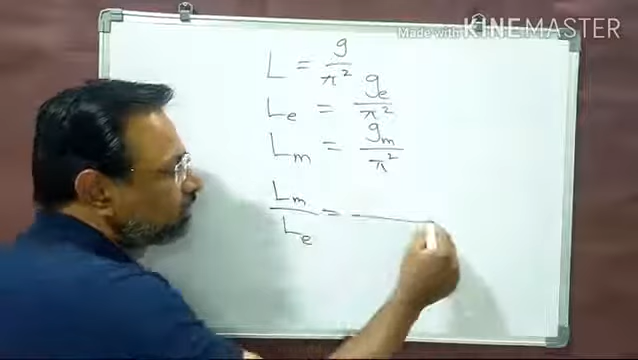 Made with KINEMASTER
L = g/π²
Lₑ = gₑ/π²
Lₘ = gₘ/π²
Lₘ/Lₑ =